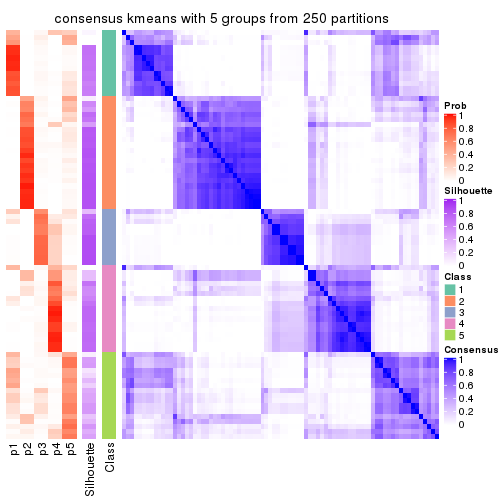 consensus kmeans with 5 groups from 250 partitions
Prob
1
0.8
0.6
0.4
0.2
0
Silhouette
1
0.8
0.6
0.4
0.2
0
Class
1
2
3
4
5
Consensus
1
0.8
0.6
0.4
0.2
0
p1
p2
p3
p4
p5
Silhouette
Class